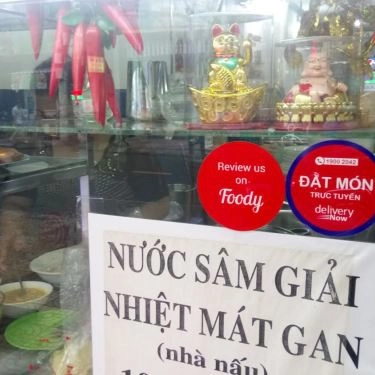 Review us
on
Foody
1900 2042
ĐẶT MÓN
TRỰC TUYẾN
delivery
Now
NƯỚC SÂM GIẢI
NHIỆT MÁT GAN
(nhà nấu)